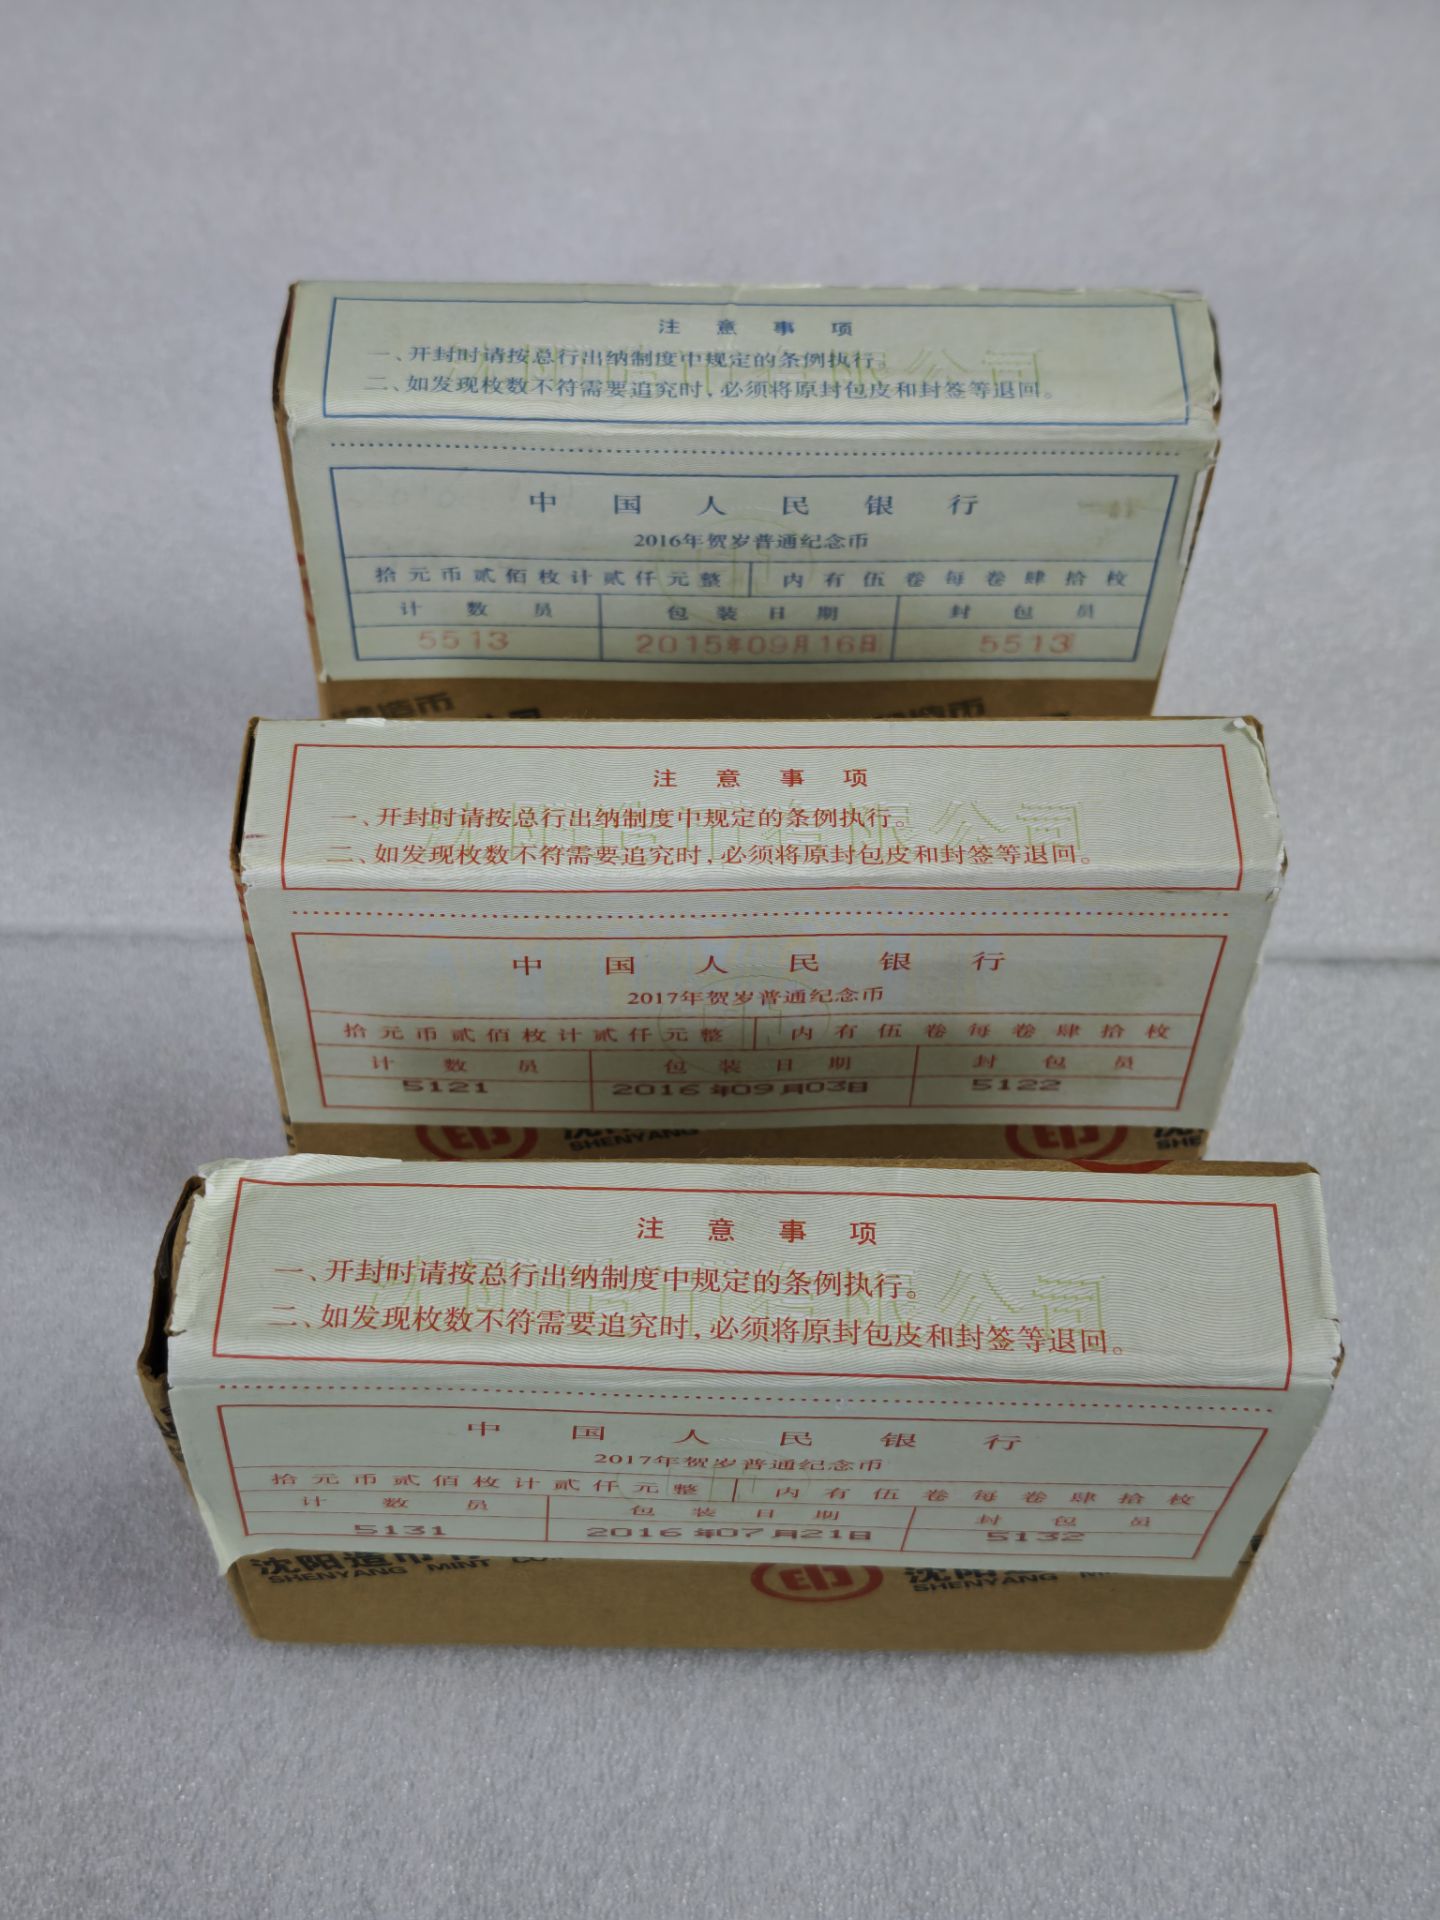 注意事项
一、开封时请按总行出纳制度中规定的条例执行。
二、如发现枚数不符需要追究时，必须将原封包皮和封签等退回。
中国人民银行
2016年贺岁普通纪念币
拾元币贰佰枚计贰仟元整 内有伍卷每卷肆拾枚
计数员 包装日期 封包员
5513 2015年09月16日 5513
造币
造币
注意事项
一、开封时请按总行出纳制度中规定的条例执行。
二、如发现枚数不符需要追究时，必须将原封包皮和封签等退回。
中国人民银行
2017年贺岁普通纪念币
拾元币贰佰枚计贰仟元整 内有伍卷每卷肆拾枚
计数员 包装日期 封包员
5121 2016年09月03日 5122
SHENYANG SHE
注意事项
一、开封时请按总行出纳制度中规定的条例执行。
二、如发现枚数不符需要追究时，必须将原封包皮和封签等退回。
中国人民银行
2017年贺岁普通纪念币
拾元币贰佰枚计贰仟元整 内有伍卷每卷肆拾枚
计数员 包装日期 封包员
5131 2016年07月21日 5132
沈阳造币 沈阳
SHENYANG MINT CO SHENYANG M